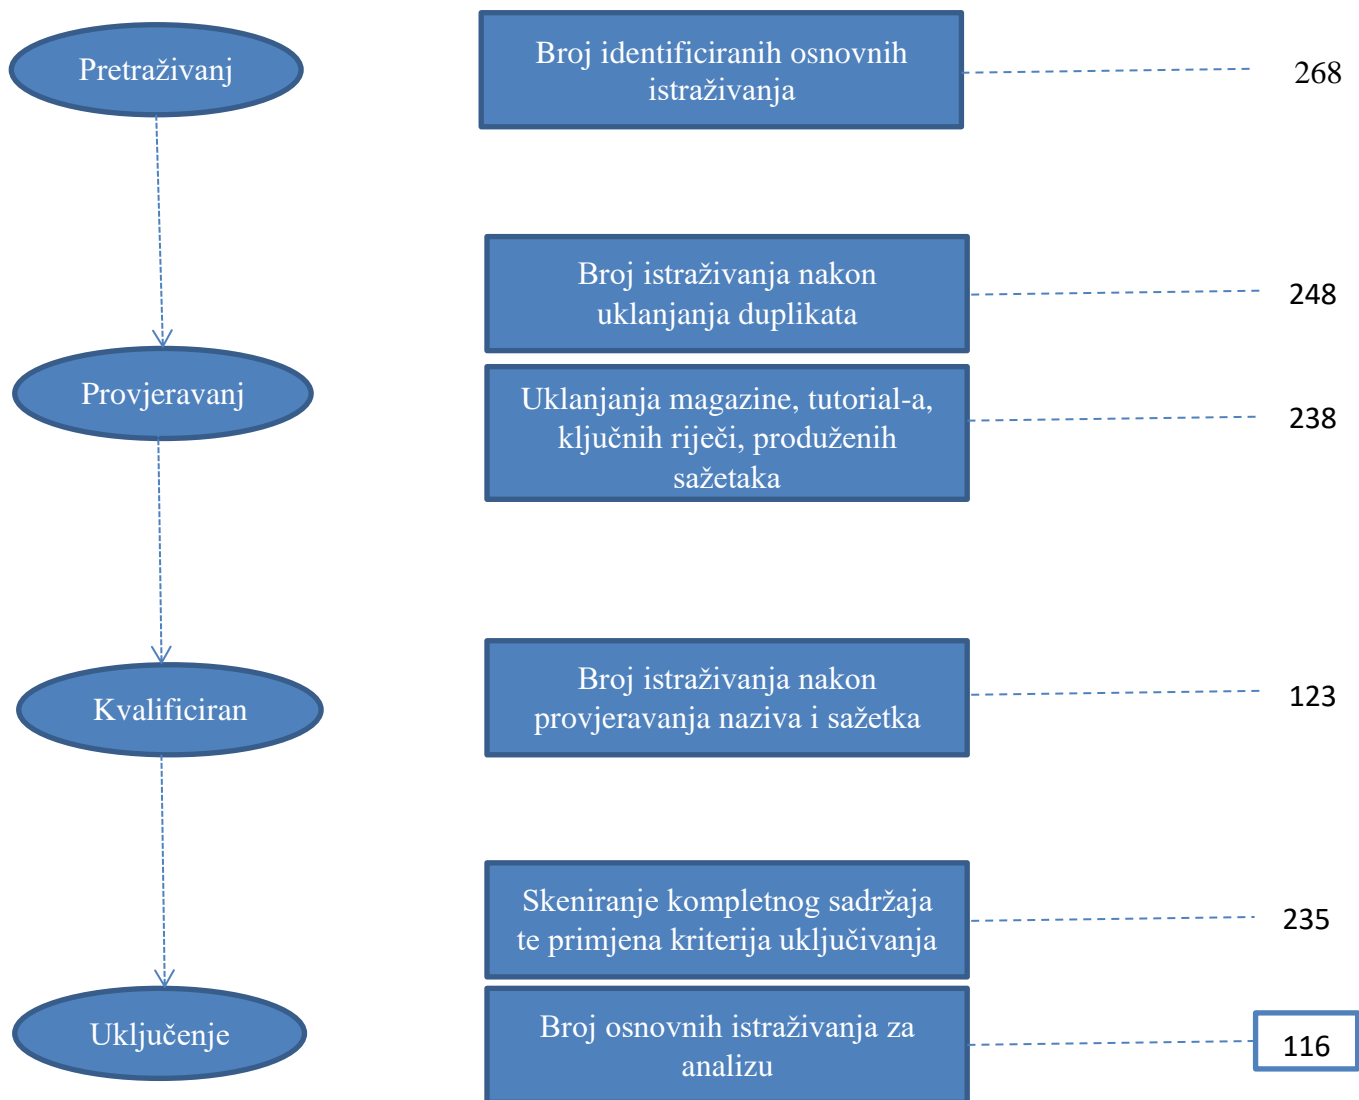 Pretraživanj
Broj identificiranih osnovnih
istraživanja
268
Broj istraživanja nakon
uklanjanja duplikata
248
Provjeravanj
Uklanjanja magazine, tutorial-a,
ključnih riječi, produženih
sažetaka
238
Kvalificiran
Broj istraživanja nakon
provjeravanja naziva i sažetka
123
Skeniranje kompletnog sadržaja
te primjena kriterija uključivanja
235
Uključenje
Broj osnovnih istraživanja za
analizu
116